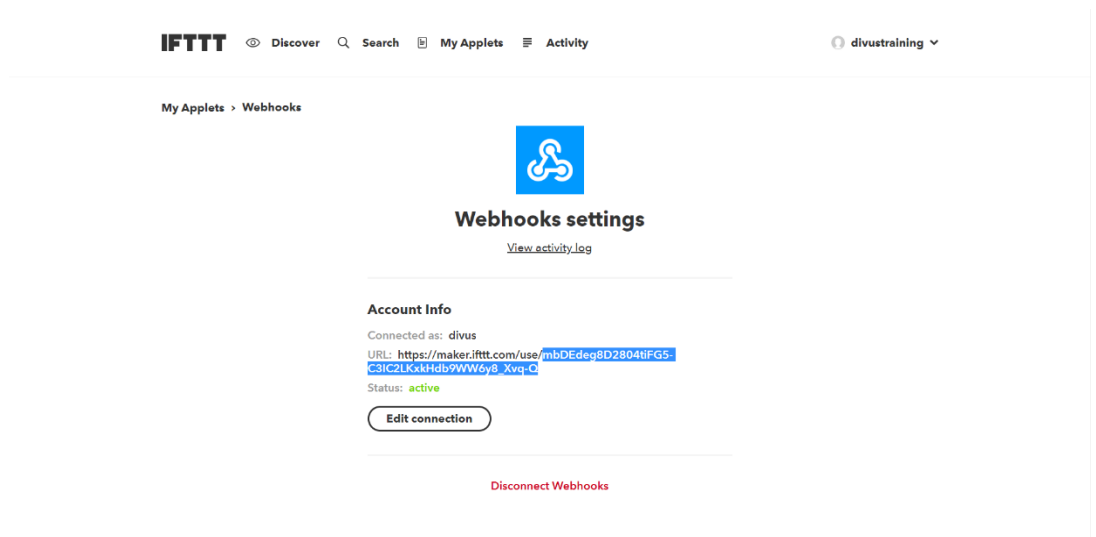 IFTTT Discover Search My Applets Activity divustraining
My Applets > Webhooks
Webhooks settings
View activity log
Account Info
Connected as: divus
URL: https://maker.ifttt.com/use/mbDEdeg8D2804tiFG5-
C3IC2LKxkHdb9WW6y8_Xvq-Q
Status: active
Edit connection
Disconnect Webhooks